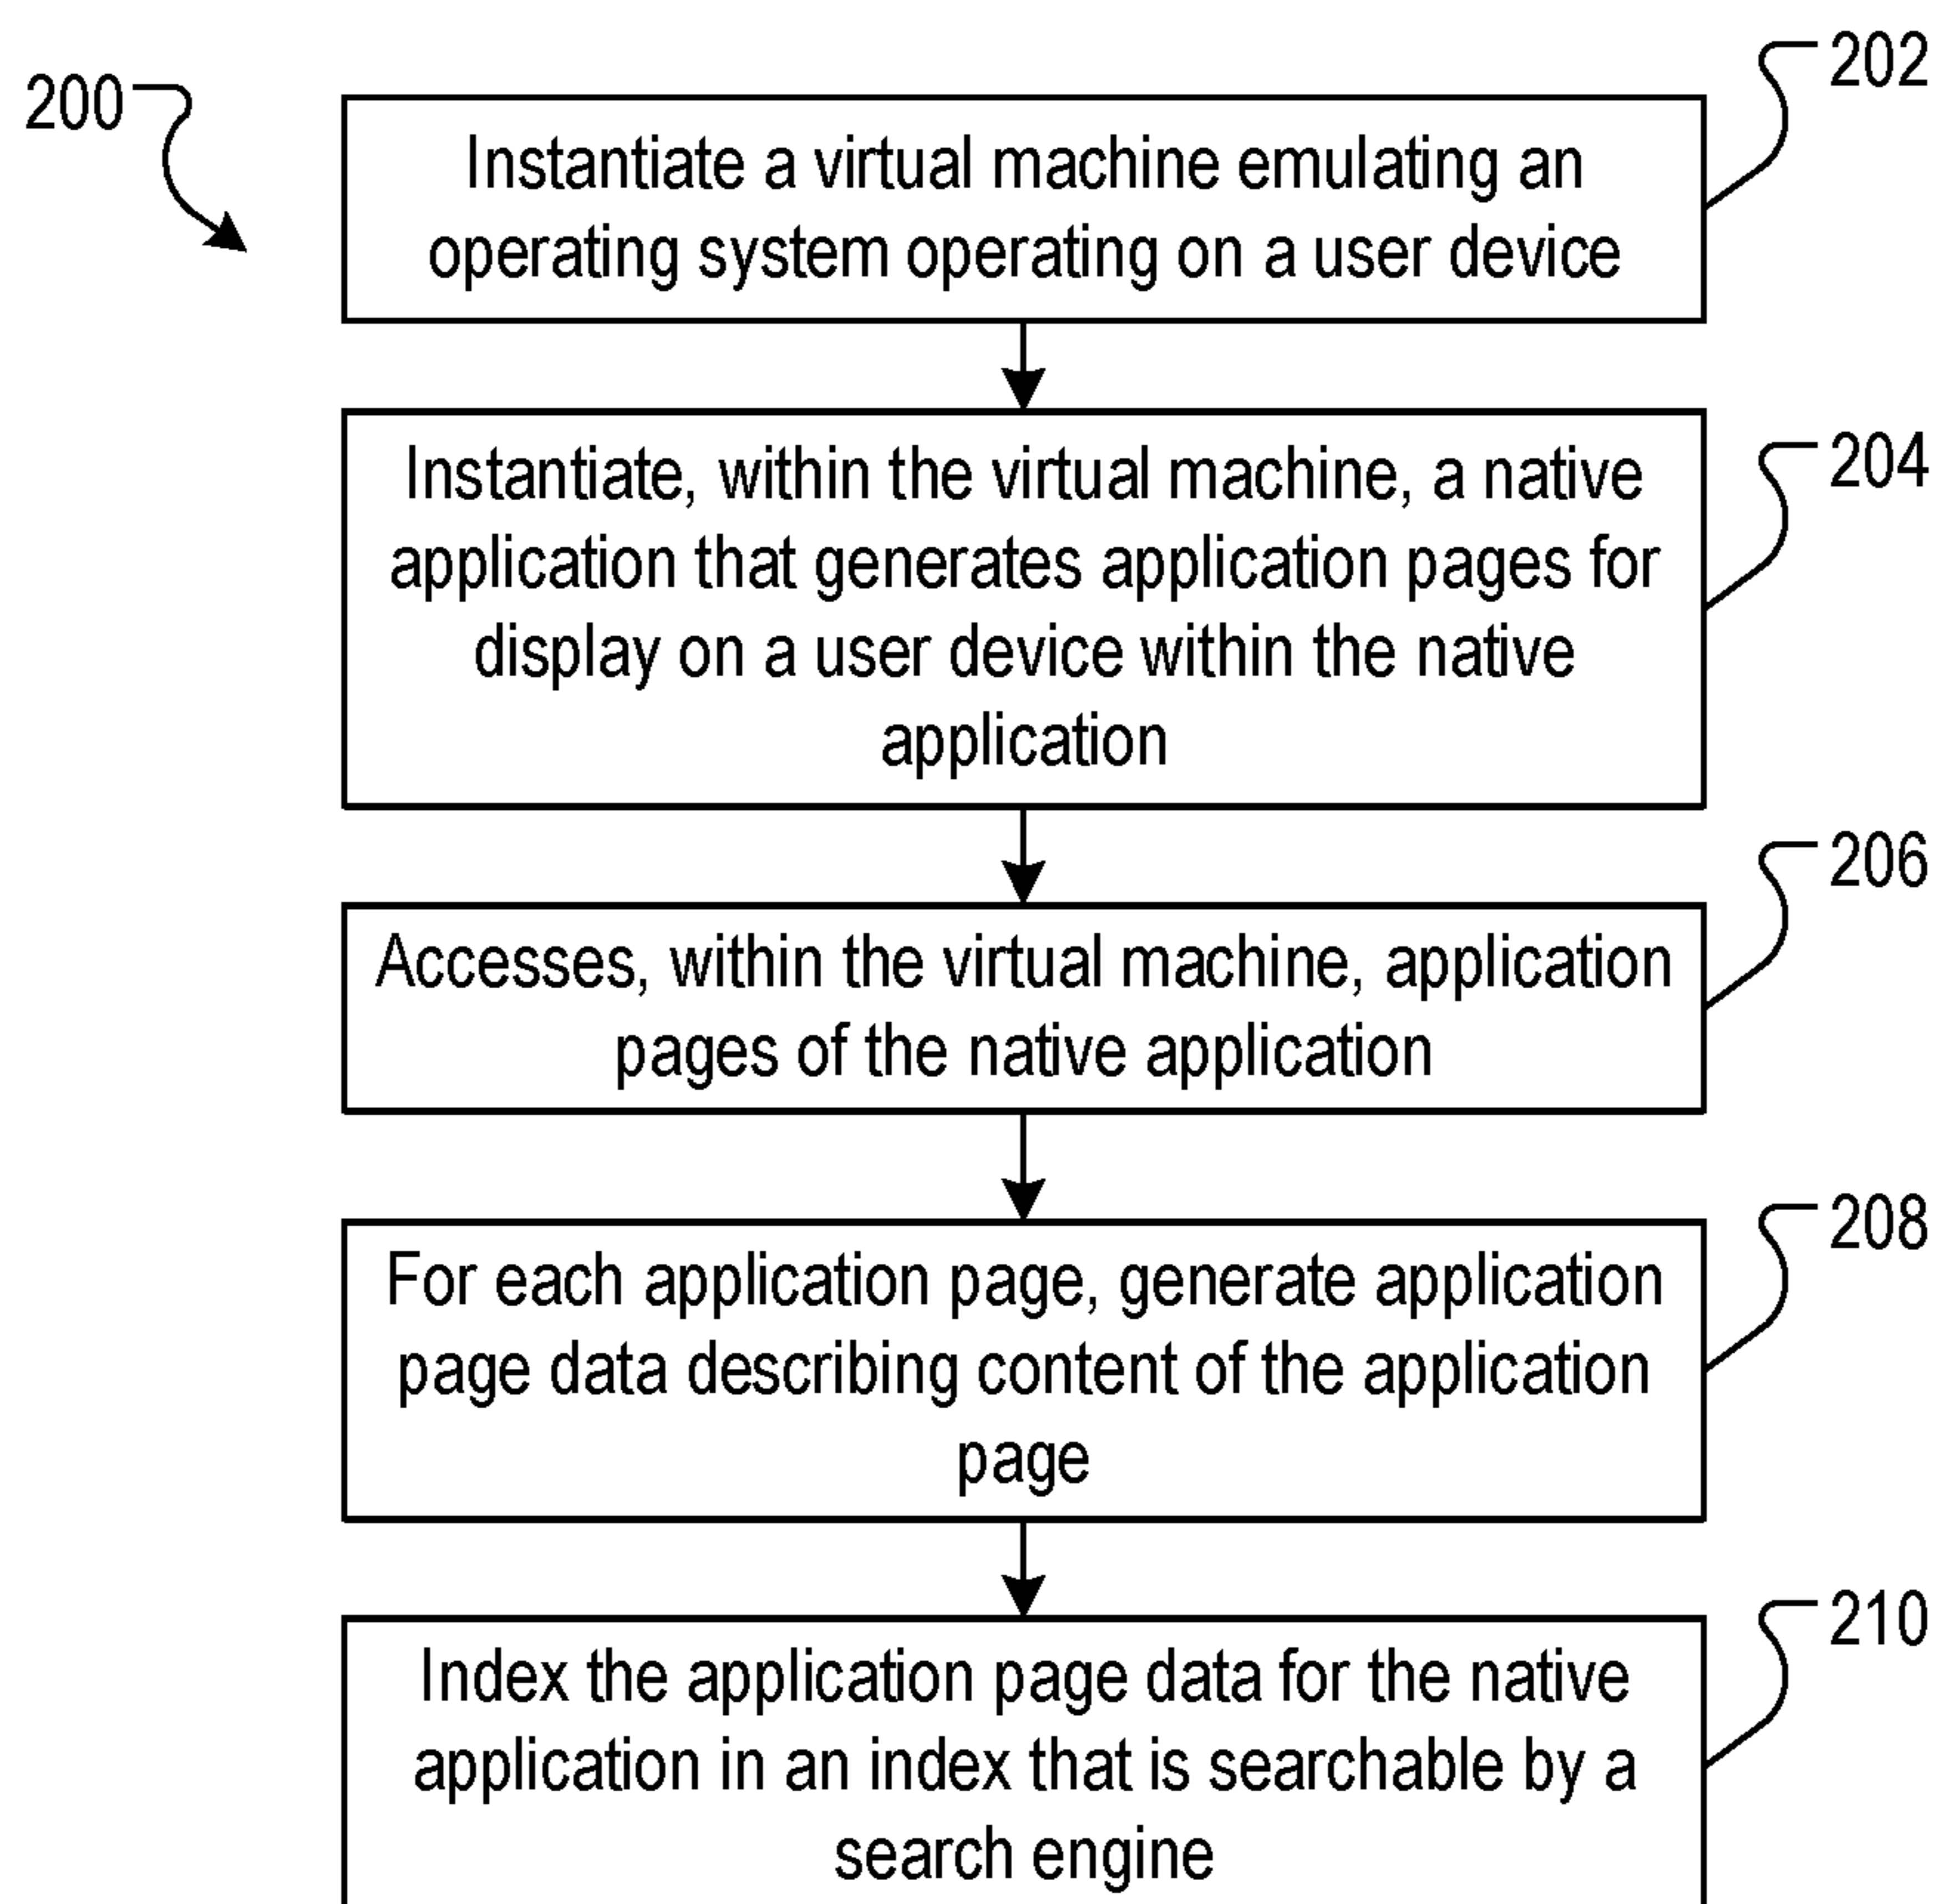 200
202
Instantiate a virtual machine emulating an
operating system operating on a user device
204
Instantiate, within the virtual machine, a native
application that generates application pages for
display on a user device within the native
application
206
Accesses, within the virtual machine, application
pages of the native application
208
For each application page, generate application
page data describing content of the application
page
210
Index the application page data for the native
application in an index that is searchable by a
search engine